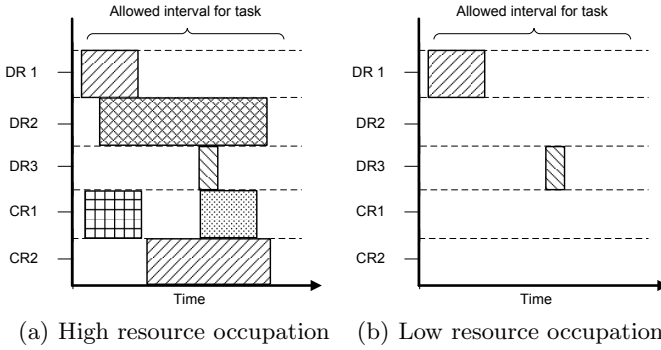 Allowed interval for task
DR 1
DR2
DR3
CR1
CR2
Time
(a) High resource occupation
Allowed interval for task
DR 1
DR2
DR3
CR1
CR2
Time
(b) Low resource occupation